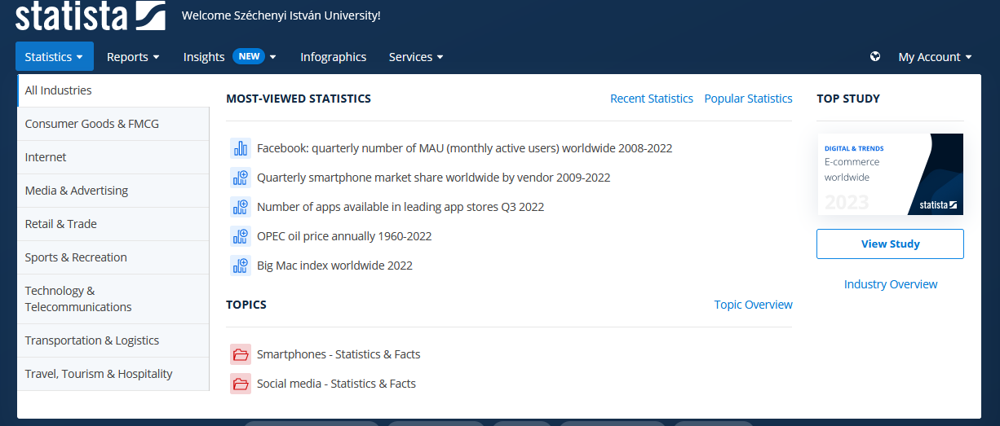 statista
Welcome Széchenyi István University!
Statistics
Reports
Insights NEW
Infographics
Services
My Account
All Industries
Consumer Goods & FMCG
Internet
Media & Advertising
Retail & Trade
Sports & Recreation
Technology &
Telecommunications
Transportation & Logistics
Travel, Tourism & Hospitality
MOST-VIEWED STATISTICS
Recent Statistics
Popular Statistics
Facebook: quarterly number of MAU (monthly active users) worldwide 2008-2022
Quarterly smartphone market share worldwide by vendor 2009-2022
Number of apps available in leading app stores Q3 2022
OPEC oil price annually 1960-2022
Big Mac index worldwide 2022
TOPICS
Topic Overview
Smartphones - Statistics & Facts
Social media - Statistics & Facts
TOP STUDY
DIGITAL & TRENDS
E-commerce
worldwide
2023
statista
View Study
Industry Overview